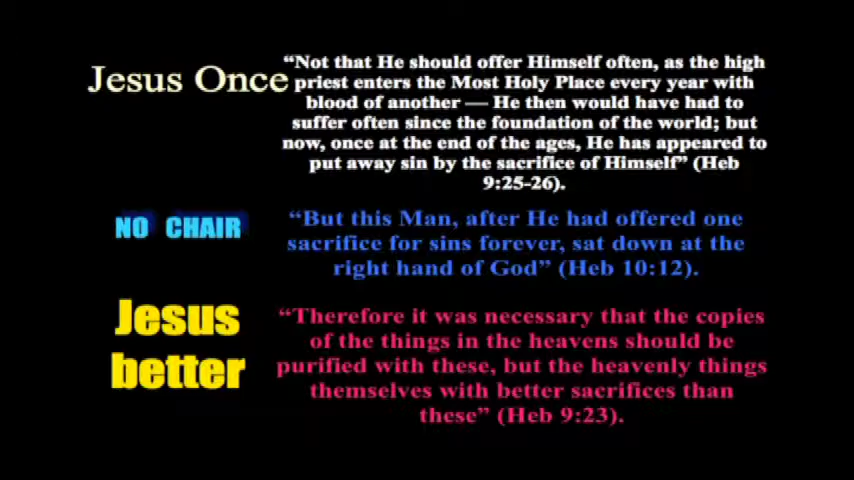 Jesus Once
“Not that He should offer Himself often, as the high
priest enters the Most Holy Place every year with
blood of another — He then would have had to
suffer often since the foundation of the world; but
now, once at the end of the ages, He has appeared to
put away sin by the sacrifice of Himself” (Heb
9:25-26).
NO CHAIR
“But this Man, after He had offered one
sacrifice for sins forever, sat down at the
right hand of God” (Heb 10:12).
Jesus
better
“Therefore it was necessary that the copies
of the things in the heavens should be
purified with these, but the heavenly things
themselves with better sacrifices than
these” (Heb 9:23).